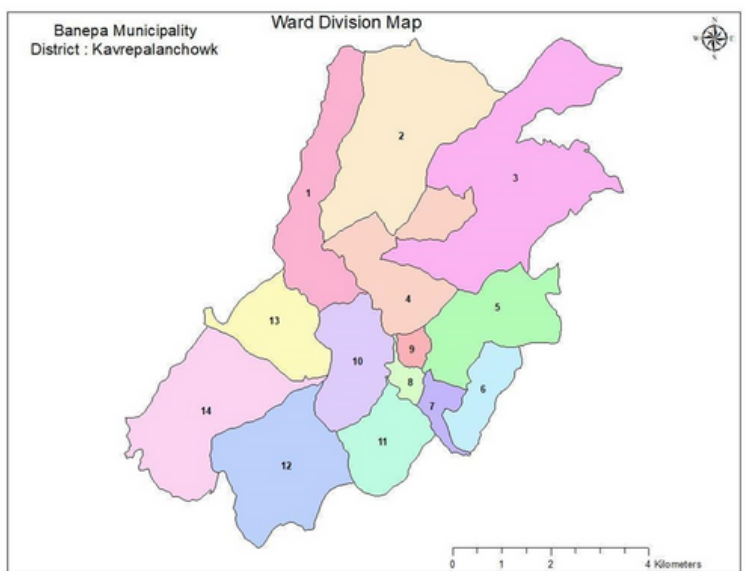 Ward Division Map
Banepa Municipality
District : Kavrepalanchowk
N
W
E
S
2
3
1
4
5
13
9
10
8
6
7
14
11
12
0 1 2 4 Kilometers